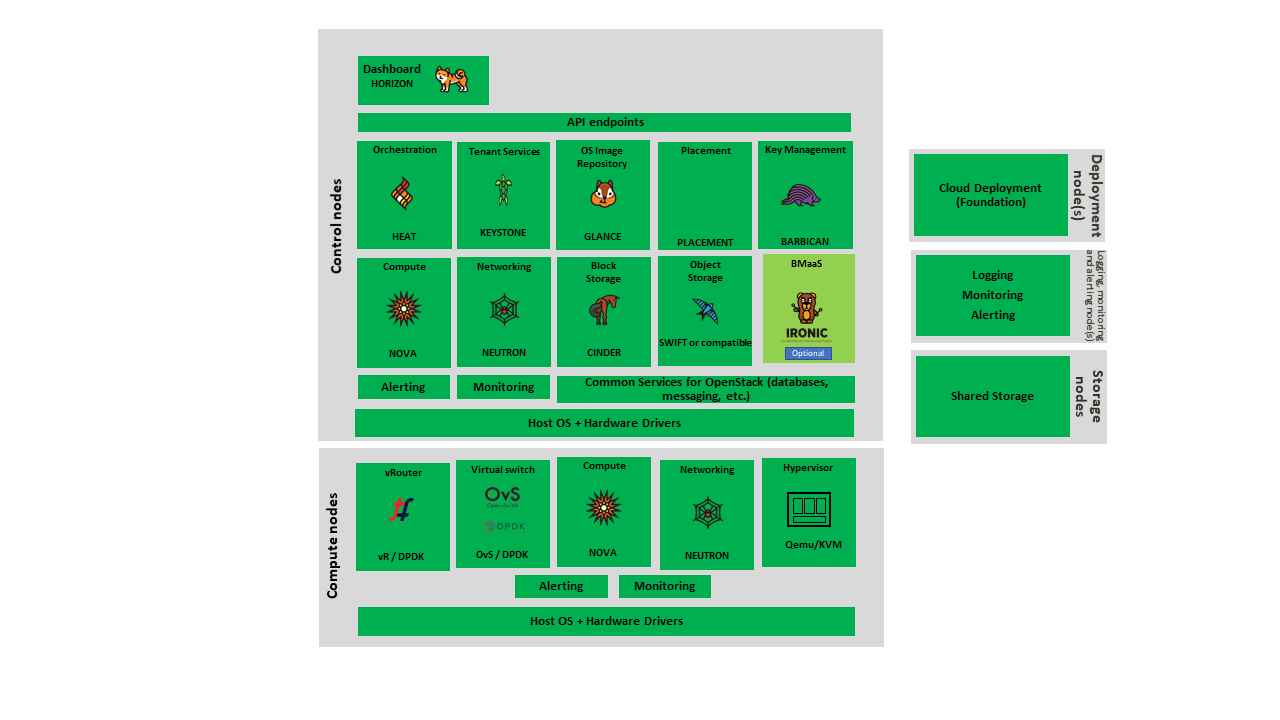 Control nodes
Dashboard
HORIZON
API endpoints
Orchestration
HEAT
Tenant Services
KEYSTONE
OS Image
Repository
GLANCE
Placement
PLACEMENT
Key Management
BARBICAN
Compute
NOVA
Networking
NEUTRON
Block
Storage
CINDER
Object
Storage
SWIFT or compatible
BMaaS
IRONIC
Optional
Alerting
Monitoring
Common Services for OpenStack (databases,
messaging, etc.)
Host OS + Hardware Drivers
Compute nodes
vRouter
vR / DPDK
Virtual switch
OvS
Open vSwitch
DPDK
OvS / DPDK
Compute
NOVA
Networking
NEUTRON
Hypervisor
Qemu/KVM
Alerting
Monitoring
Host OS + Hardware Drivers
Cloud Deployment
(Foundation)
Deployment
node(s)
Logging
Monitoring
Alerting
Logging, monitoring
and alerting node(s)
Shared Storage
Storage
nodes